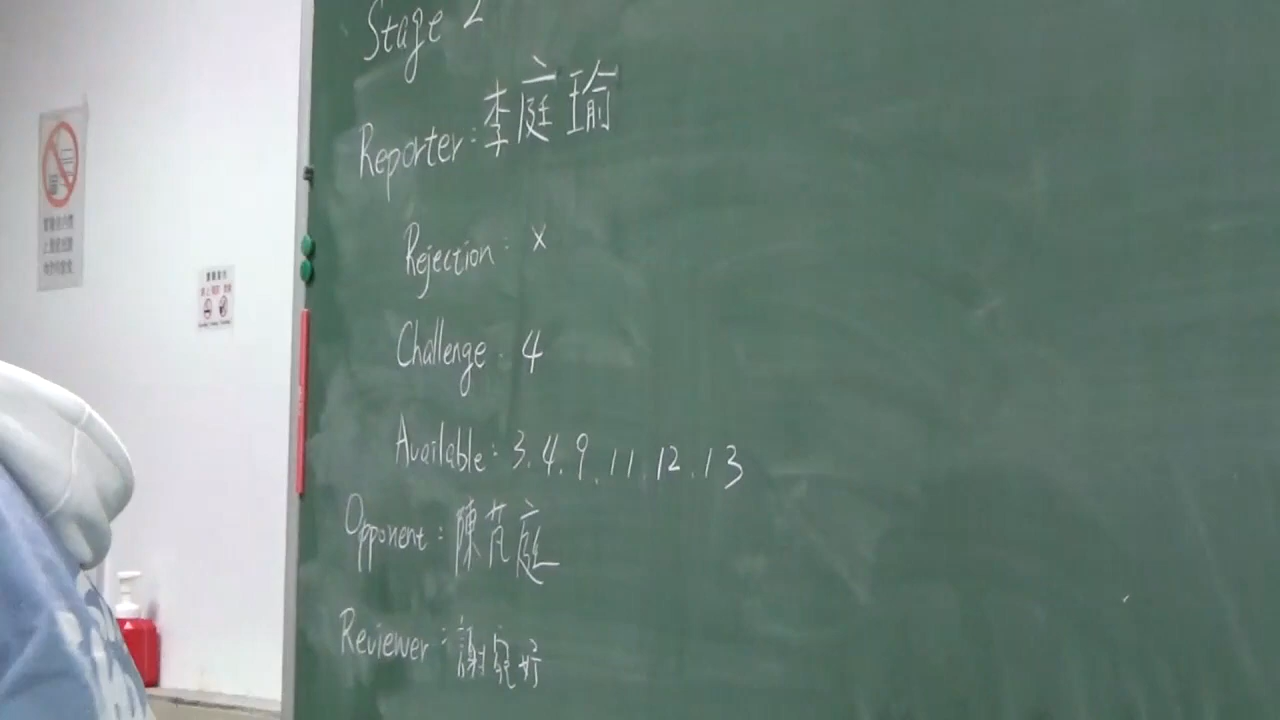 Stage 2
Reporter: 李庭瑜
Rejection: x
Challenge: 4
Available: 3. 4. 9. 11. 12. 13
Opponent: 陳芃庭
Reviewer: 謝